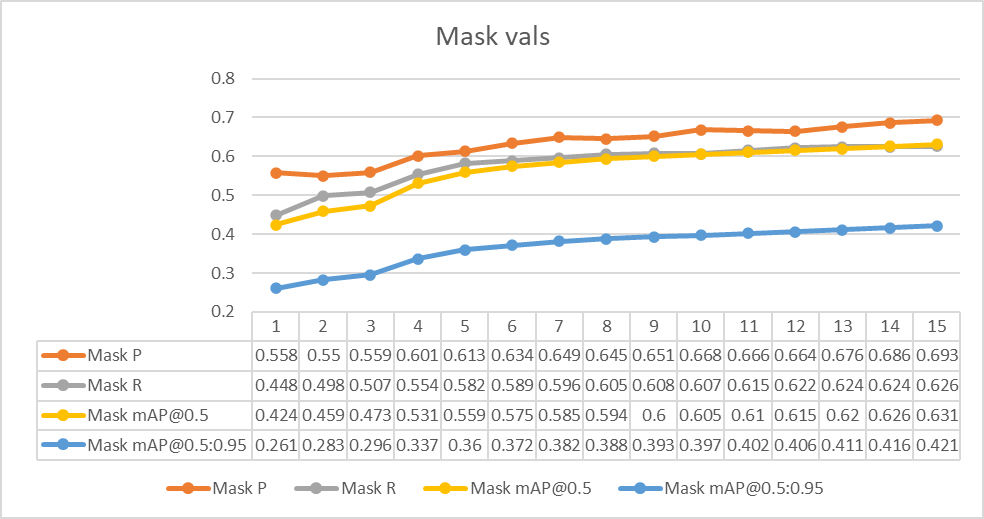 Mask vals
0.8
0.7
0.6
0.5
0.4
0.3
0.2
1 2 3 4 5 6 7 8 9 10 11 12 13 14 15
Mask P 0.558 0.55 0.559 0.601 0.613 0.634 0.649 0.645 0.651 0.668 0.666 0.664 0.676 0.686 0.693
Mask R 0.448 0.498 0.507 0.554 0.582 0.589 0.596 0.605 0.608 0.607 0.615 0.622 0.624 0.624 0.626
Mask mAP@0.5 0.424 0.459 0.473 0.531 0.559 0.575 0.585 0.594 0.6 0.605 0.61 0.615 0.62 0.626 0.631
Mask mAP@0.5:0.95 0.261 0.283 0.296 0.337 0.36 0.372 0.382 0.388 0.393 0.397 0.402 0.406 0.411 0.416 0.421
Mask P Mask R Mask mAP@0.5 Mask mAP@0.5:0.95